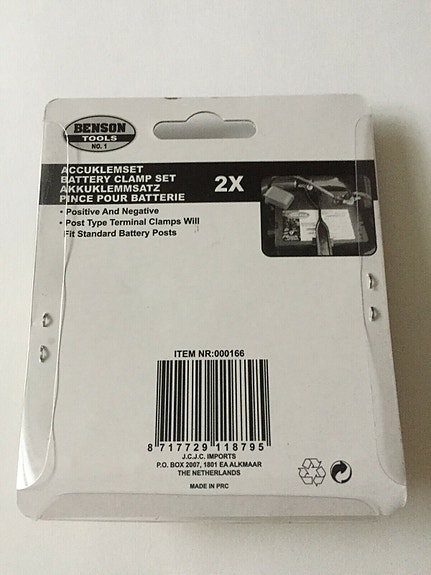 BENSON
TOOLS
NO. 1
ACCUKLEMSET
BATTERY CLAMP SET
AKKUKLEMMSATZ
PINCE POUR BATTERIE
2X
• Positive And Negative
• Post Type Terminal Clamps Will
Fit Standard Battery Posts
ITEM NR:000166
8 717729 118795
J.C.J.C. IMPORTS
P.O. BOX 2007, 1801 EA ALKMAAR
THE NETHERLANDS
MADE IN PRC